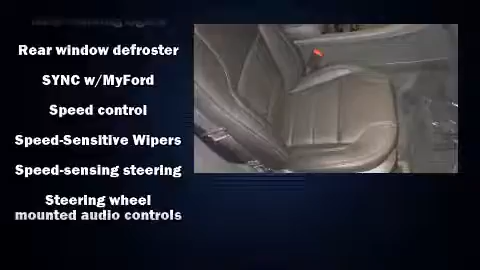 Rear window defroster
SYNC w/MyFord
Speed control
Speed-Sensitive Wipers
Speed-sensing steering
Steering wheel
mounted audio controls